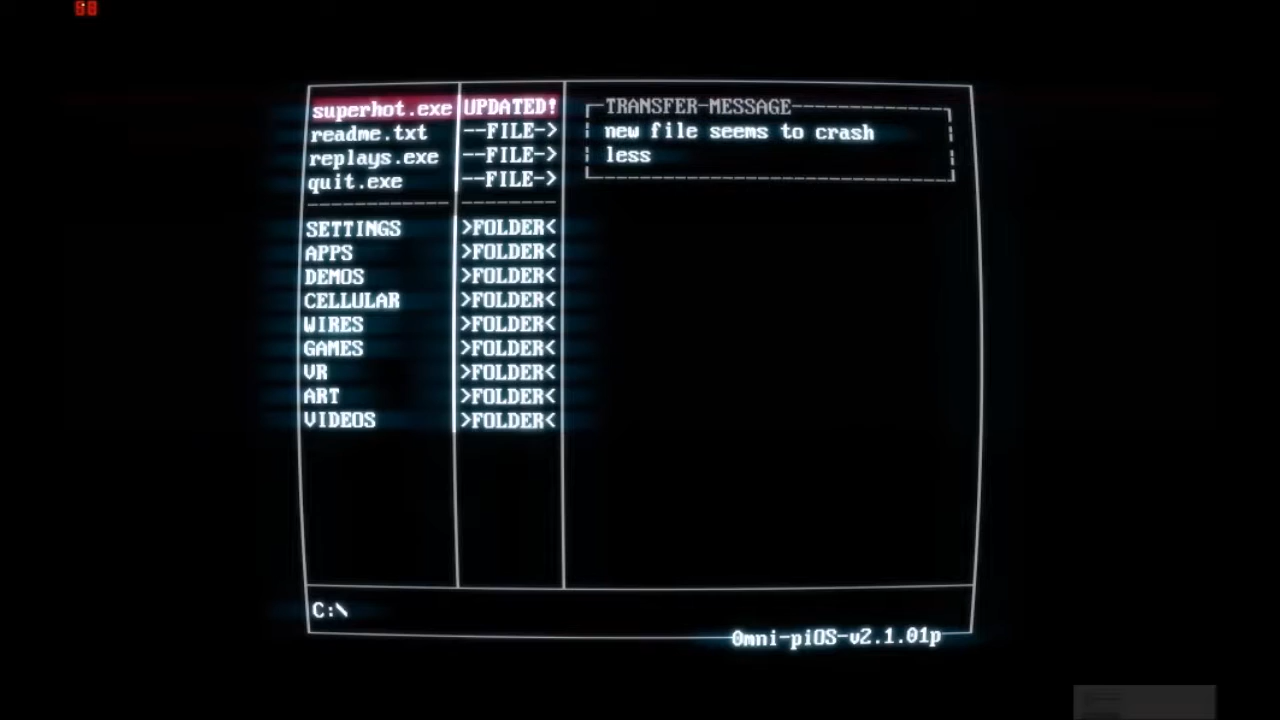 98
superhot.exe UPDATED!
readme.txt --FILE->
replays.exe --FILE->
quit.exe --FILE->
SETTINGS >FOLDER<
APPS >FOLDER<
DEMOS >FOLDER<
CELLULAR >FOLDER<
WIRES >FOLDER<
GAMES >FOLDER<
VR >FOLDER<
ART >FOLDER<
VIDEOS >FOLDER<
TRANSFER-MESSAGE
new file seems to crash
less
C:\
Omni-piOS-v2.1.01p